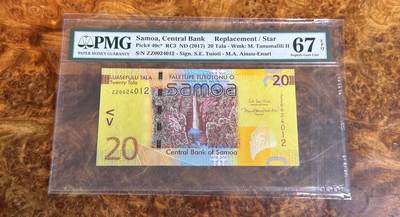 PMG
PAPER MONEY GUARANTY
Samoa, Central Bank Replacement / Star
Pick# 40c* RC3 ND (2017) 20 Tala - Wmk: M. Tanumafili II
S/N ZZ0024012 - Sign. S.E. Tuioti - M.A. Ainuu-Enari
67 EPQ
Superb Gem Unc
LUASEFULU TALA
Twenty Tala
FALETUPE TUTOTONU O
SAMOA
20
ZZ0024012
ZZ0024012
20
Central Bank of Samoa